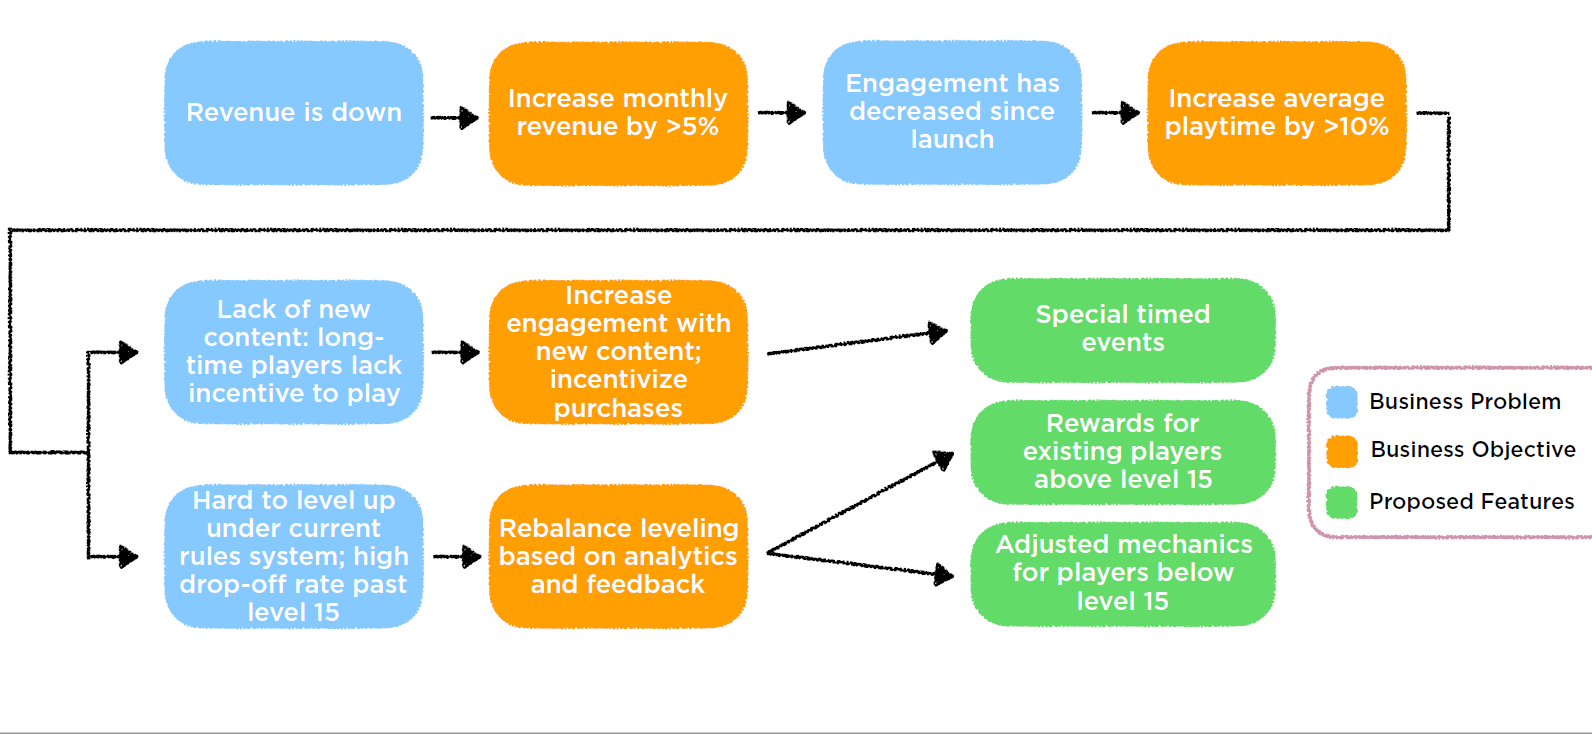 Revenue is down
Increase monthly
revenue by >5%
Engagement has
decreased since
launch
Increase average
playtime by >10%
Lack of new
content: long-
time players lack
incentive to play
Increase
engagement with
new content;
incentivize
purchases
Special timed
events
Hard to level up
under current
rules system; high
drop-off rate past
level 15
Rebalance leveling
based on analytics
and feedback
Rewards for
existing players
above level 15
Adjusted mechanics
for players below
level 15
Business Problem
Business Objective
Proposed Features